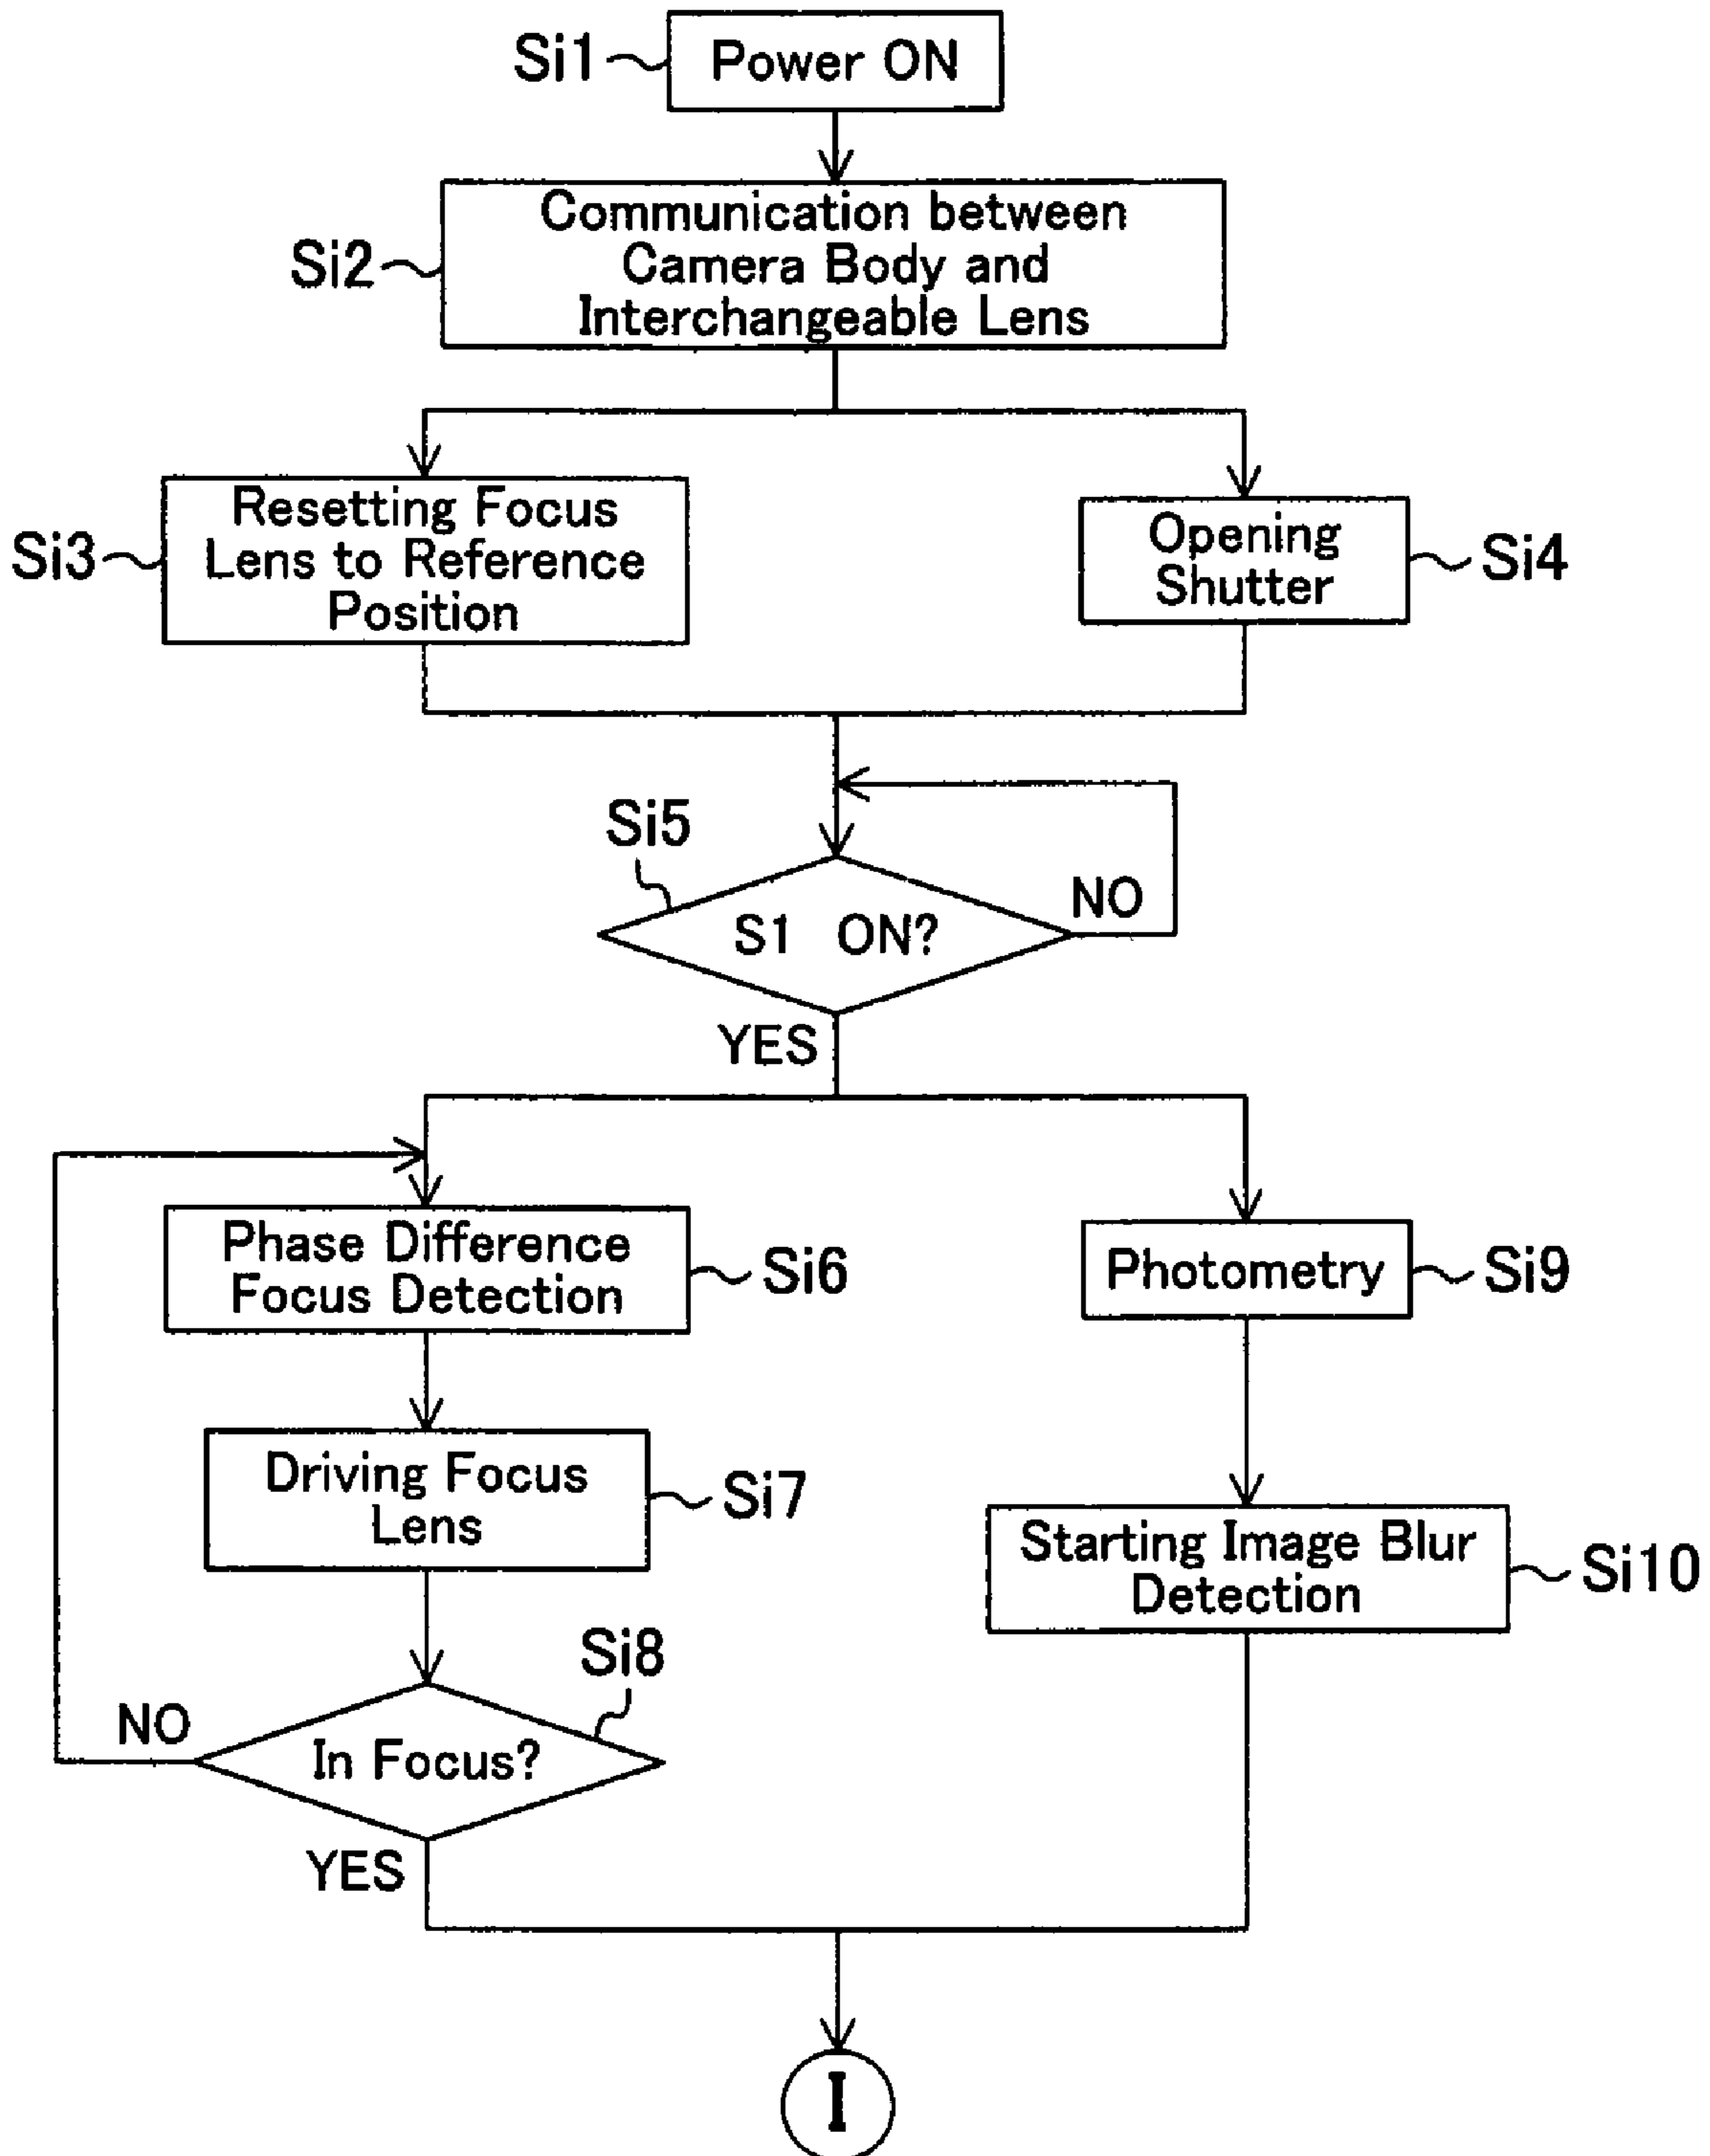 Si1
Power ON
Si2
Communication between
Camera Body and
Interchangeable Lens
Si3
Resetting Focus
Lens to Reference
Position
Opening
Shutter
Si4
Si5
S1 ON?
NO
YES
Phase Difference
Focus Detection
Si6
Photometry
Si9
Driving Focus
Lens
Si7
Starting Image Blur
Detection
Si10
Si8
In Focus?
NO
YES
I